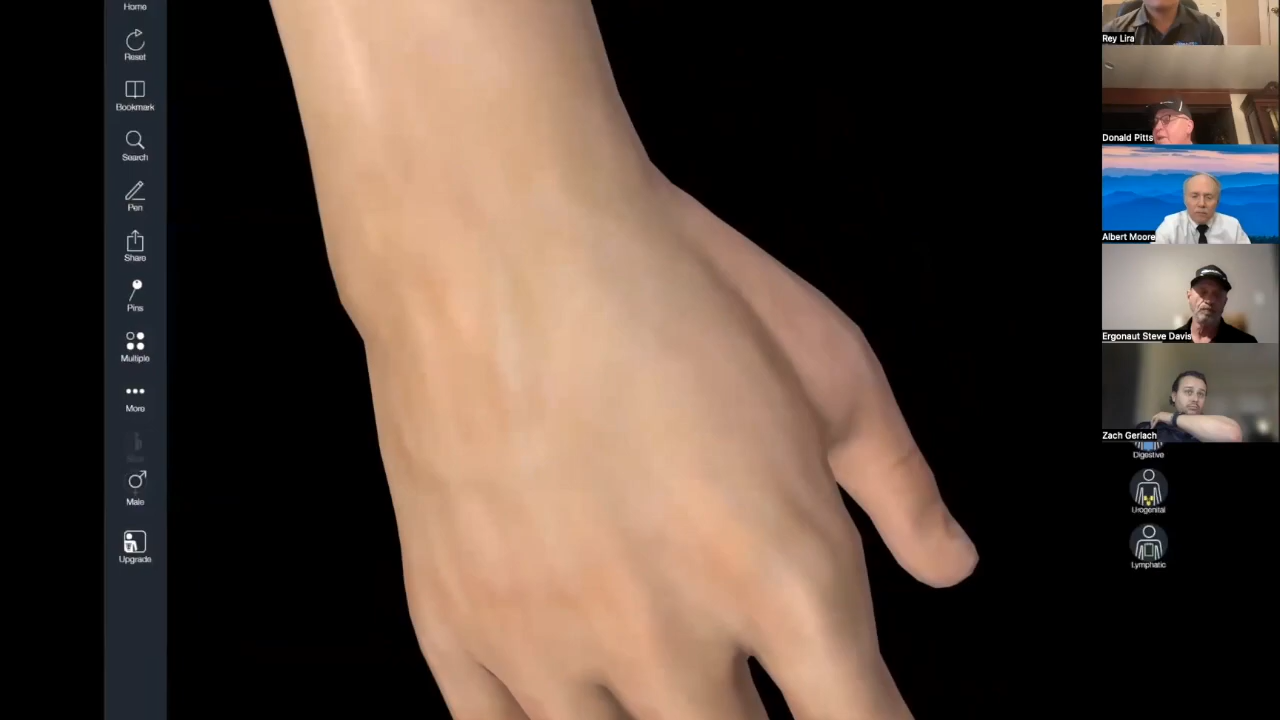 Home
Reset
Bookmark
Search
Pen
Share
Pins
Multiple
More
Male
Upgrade
Rey Lira
Donald Pitts
Albert Moore
Ergonaut Steve Davis
Zach Gerlach
Digestive
Urogenital
Lymphatic